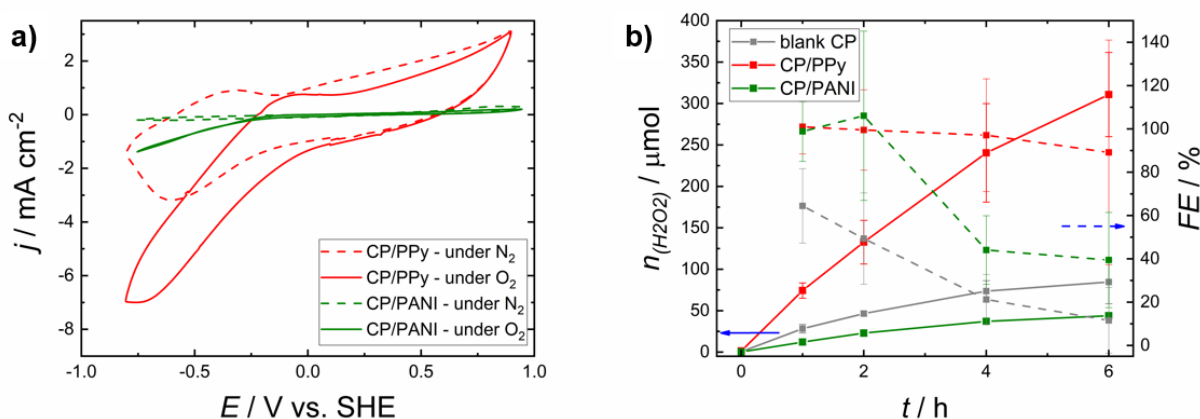 a)
2
0
-2
-4
-6
-8
j / mA cm-2
CP/PPy - under N2
CP/PPy - under O2
CP/PANI - under N2
CP/PANI - under O2
-1.0 -0.5 0.0 0.5 1.0
E / V vs. SHE
b)
400
350
300
250
200
150
100
50
0
n(H2O2) / μmol
blank CP
CP/PPy
CP/PANI
140
120
100
80
60
40
20
0
FE / %
0 2 4 6
t / h